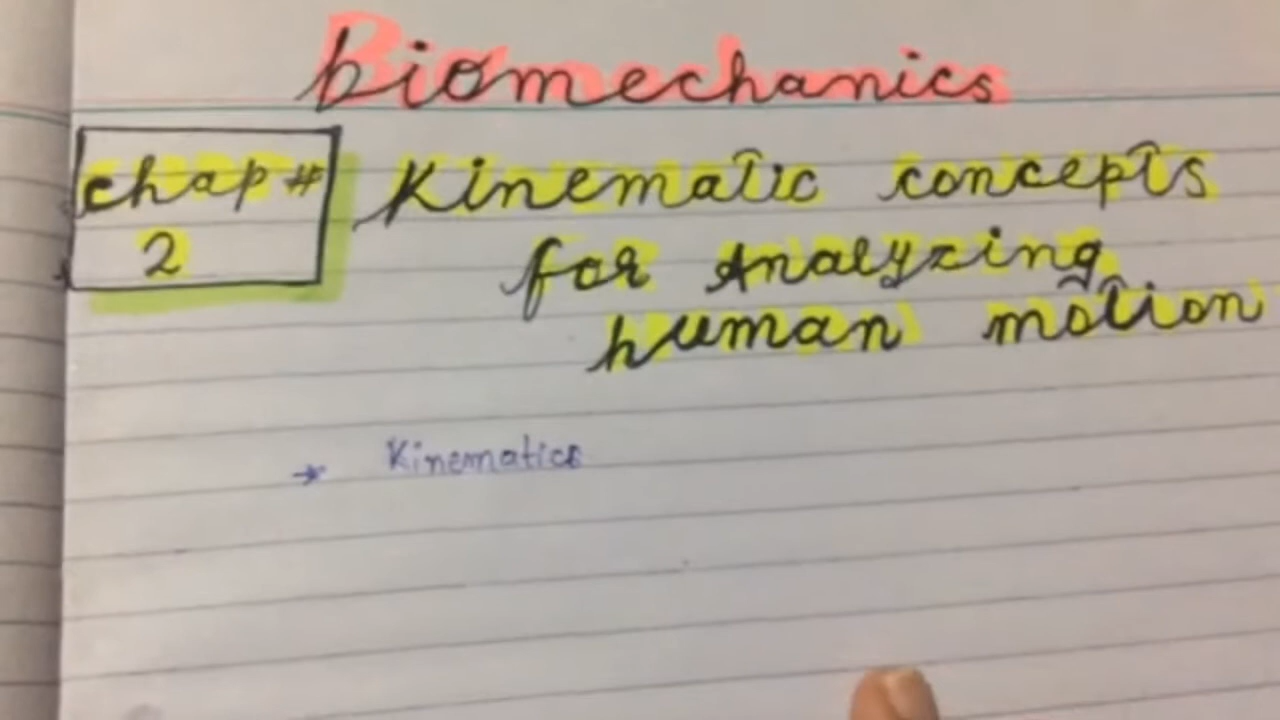 Biomechanics
chap #
2
Kinematic concepts
for Analyzing
human motion
→ Kinematics